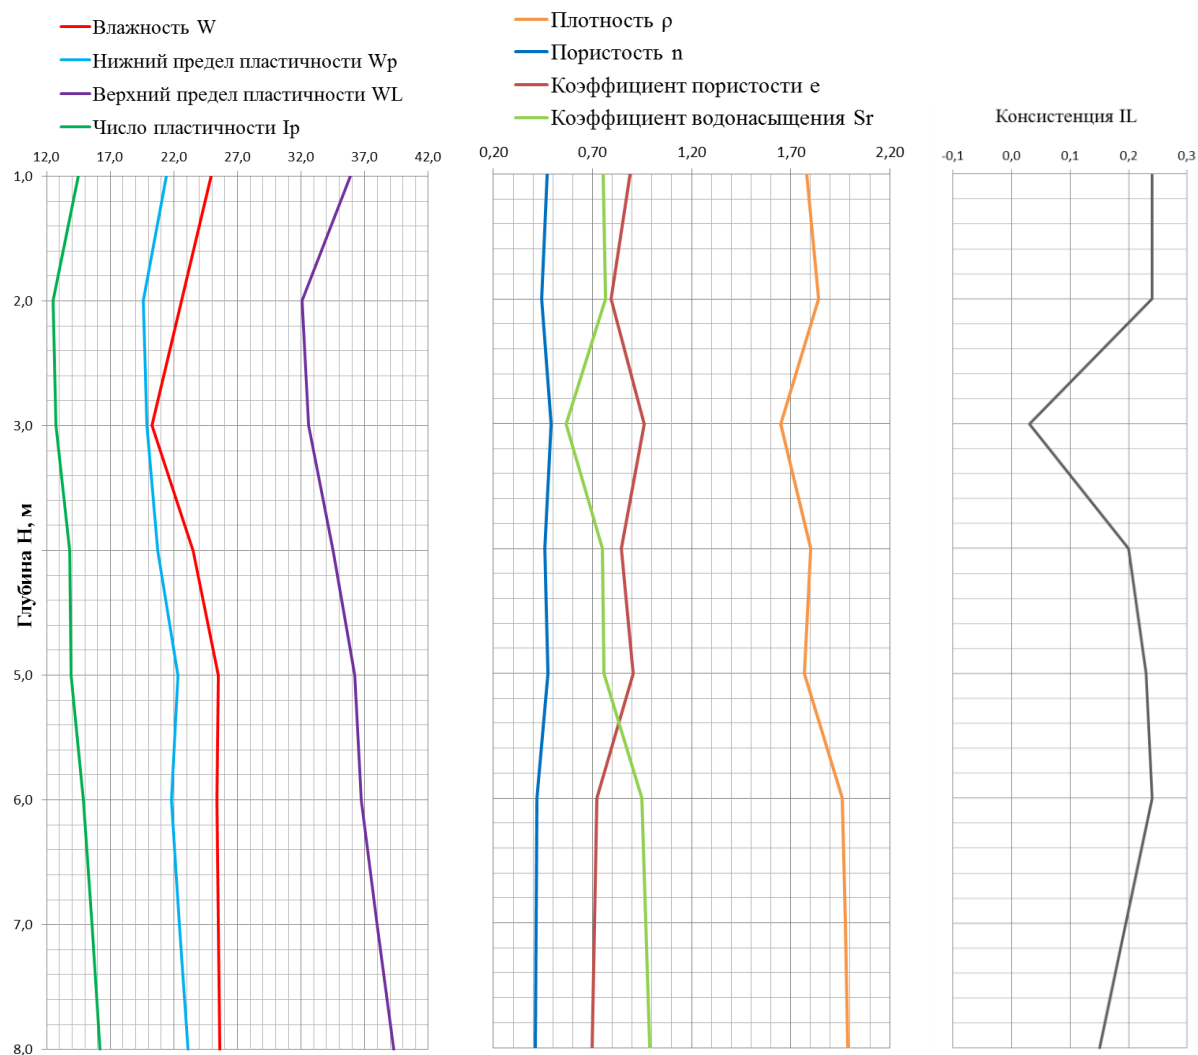 Влажность W
Нижний предел пластичности Wp
Верхний предел пластичности WL
Число пластичности Ip
12,0 17,0 22,0 27,0 32,0 37,0 42,0
1,0
2,0
3,0
5,0
6,0
7,0
8,0
Глубина Н, м
Плотность ρ
Пористость n
Коэффициент пористости e
Коэффициент водонасыщения Sr
0,20 0,70 1,20 1,70 2,20
Консистенция IL
-0,1 0,0 0,1 0,2 0,3